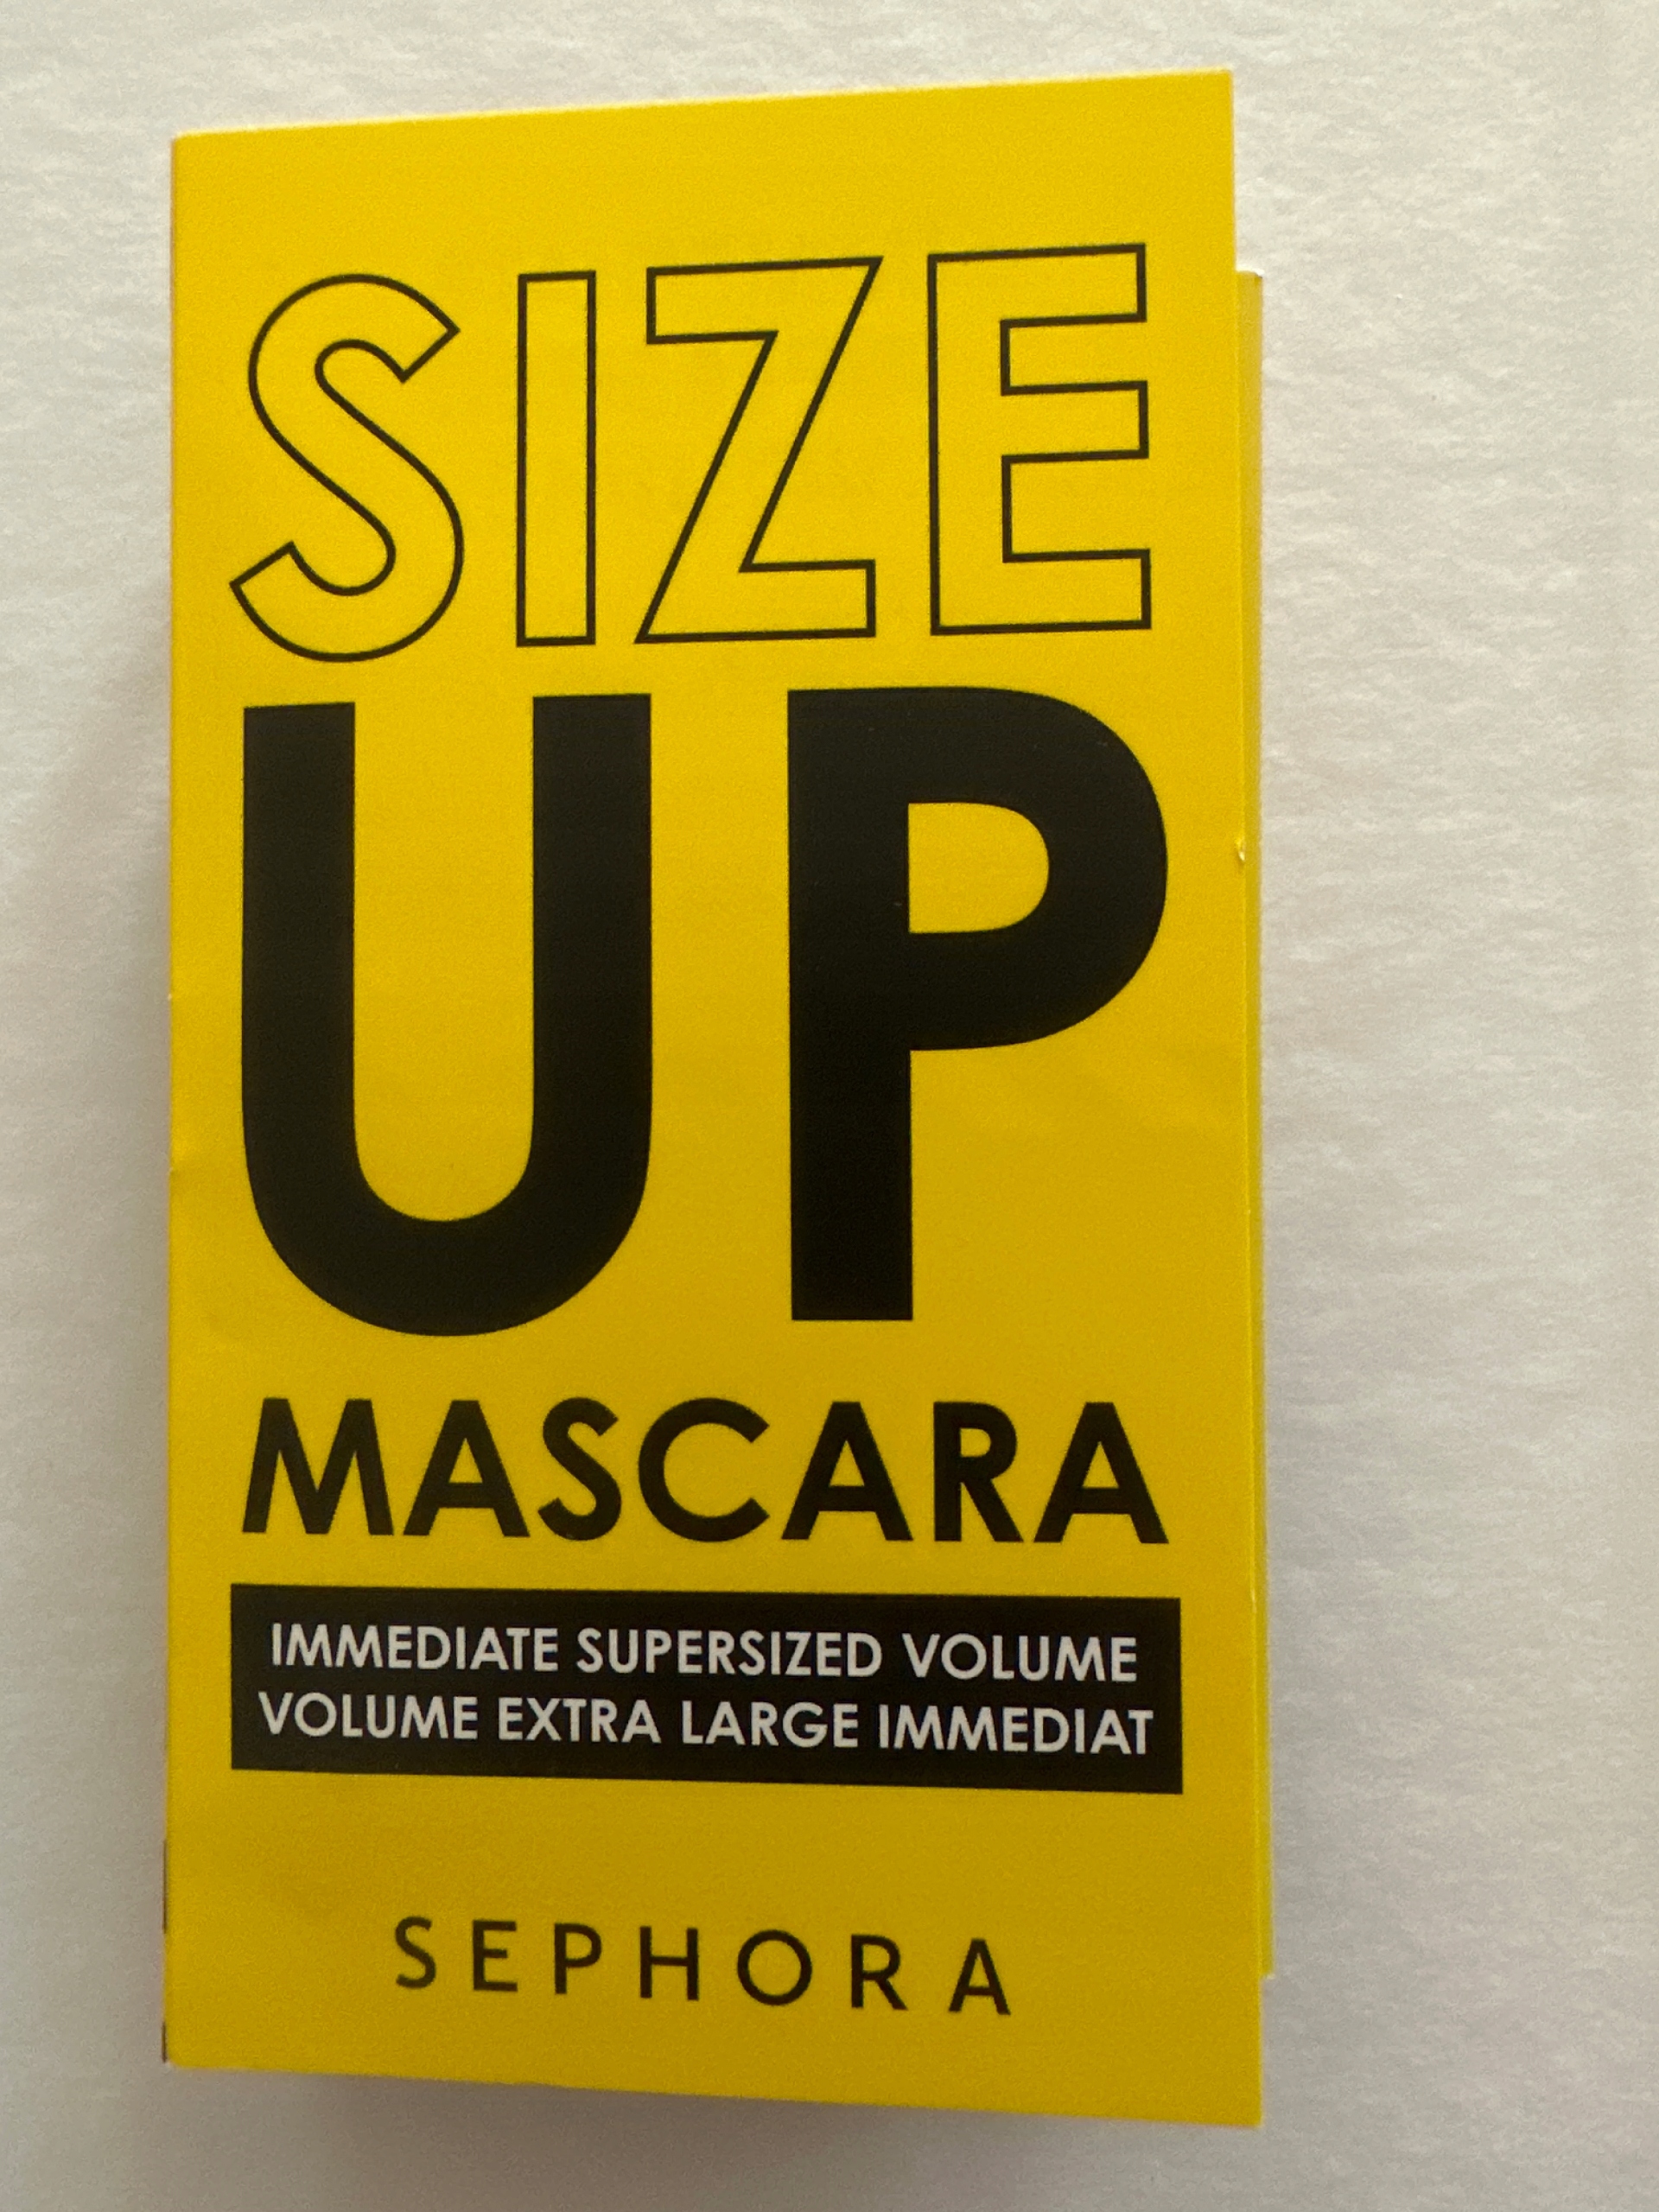 SIZE
UP
MASCARA
IMMEDIATE SUPERSIZED VOLUME
VOLUME EXTRA LARGE IMMEDIAT
SEPHORA